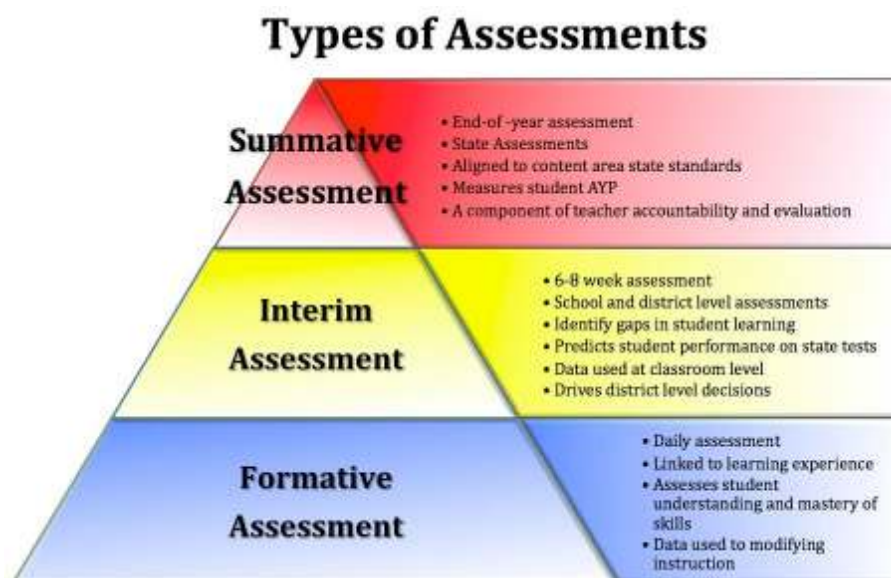 Types of Assessments
Summative
Assessment
• End-of -year assessment
• State Assessments
• Aligned to content area state standards
• Measures student AYP
• A component of teacher accountability and evaluation
Interim
Assessment
• 6-8 week assessment
• School and district level assessments
• Identify gaps in student learning
• Predicts student performance on state tests
• Data used at classroom level
• Drives district level decisions
Formative
Assessment
• Daily assessment
• Linked to learning experience
• Assesses student
understanding and mastery of
skills
• Data used to modifying
instruction